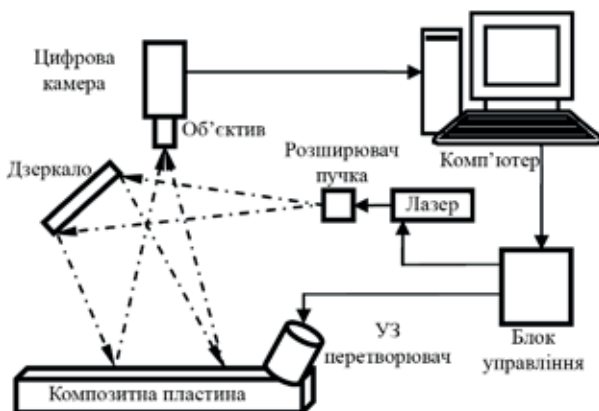 Цифрова
камера
Об’єктив
Дзеркало
Розширювач
пучка
Лазер
Комп’ютер
УЗ
перетворювач
Блок
управління
Композитна пластина